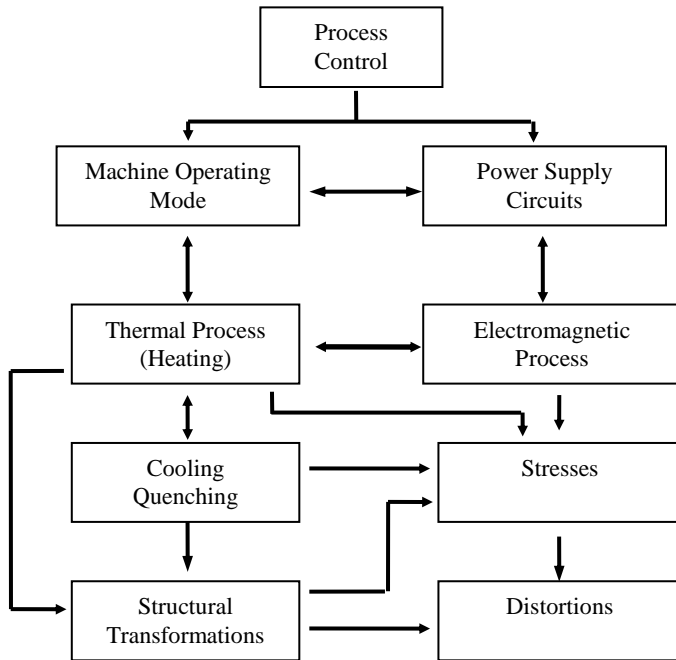 Process
Control
Machine Operating
Mode
Power Supply
Circuits
Thermal Process
(Heating)
Electromagnetic
Process
Cooling
Quenching
Stresses
Structural
Transformations
Distortions